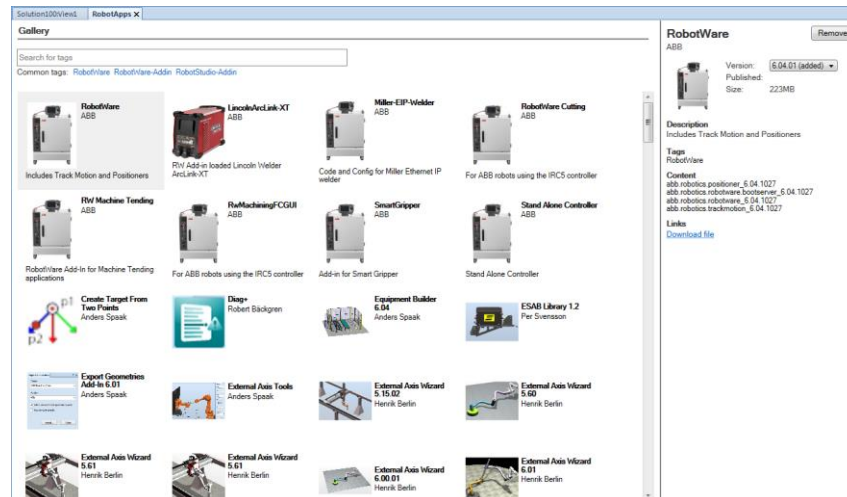 Solution100:View1
RobotApps X
Gallery
Search for tags
Common tags: RobotWare RobotWare-Addin RobotStudio-Addin
RobotWare
ABB
Includes Track Motion and Positioners
LincolnArcLink-XT
ABB
RW Add-in loaded Lincoln Welder
ArcLink-XT
Miller-EIP-Welder
ABB
Code and Config for Miller Ethernet IP
welder
RobotWare Cutting
ABB
For ABB robots using the IRC5 controller
RW Machine Tending
ABB
RobotWare Add-In for Machine Tending
applications
RwMachiningFCGUI
ABB
For ABB robots using the IRC5 controller
SmartGripper
ABB
Add-in for Smart Gripper
Stand Alone Controller
ABB
Stand Alone Controller
p1
p2
Create Target From
Two Points
Anders Spaak
Diag+
Robert Bäckgren
Equipment Builder
6.04
Anders Spaak
ESAB Library 1.2
Per Svensson
Export Geometries
Add-In 6.01
Anders Spaak
External Axis Tools
Anders Spaak
External Axis Wizard
5.15.02
Henrik Berlin
External Axis Wizard
5.60
Henrik Berlin
External Axis Wizard
5.61
Henrik Berlin
External Axis Wizard
5.61
Henrik Berlin
External Axis Wizard
6.00.01
Henrik Berlin
External Axis Wizard
6.01
Henrik Berlin
RobotWare
Remove
ABB
Version: 6.04.01 (added)
Published:
Size: 223MB
Description
Includes Track Motion and Positioners
Tags
RobotWare
Content
abb.robotics.positioner_6.04.1027
abb.robotics.robotware.bootserver_6.04.1027
abb.robotics.robotware_6.04.1027
abb.robotics.trackmotion_6.04.1027
Links
Download file